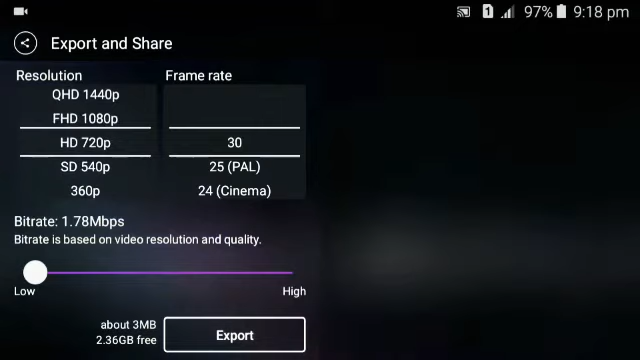 1 97% 9:18 pm
Export and Share
Resolution Frame rate
QHD 1440p
FHD 1080p
HD 720p 30
SD 540p 25 (PAL)
360p 24 (Cinema)
Bitrate: 1.78Mbps
Bitrate is based on video resolution and quality.
Low High
about 3MB
2.36GB free
Export